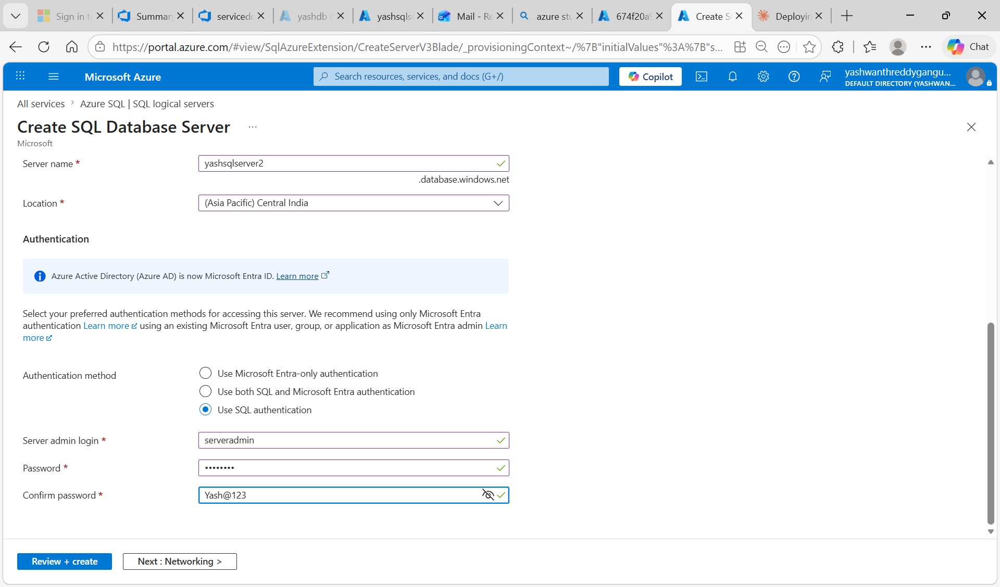 Sign in to
Summary
servicedo
yashdb (
yashsqlse
Mail - Re
azure stu
674f20a9
Create S
Deployin
https://portal.azure.com/#view/SqlAzureExtension/CreateServerV3Blade/_provisioningContext~/%7B"initialValues"%3A%7B"s...
Chat
Microsoft Azure
Search resources, services, and docs (G+/)
Copilot
yashwanthreddygangu...
DEFAULT DIRECTORY (YASHWAN...
All services > Azure SQL | SQL logical servers
Create SQL Database Server ...
Microsoft
Server name *
yashsqlserver2
.database.windows.net
Location *
(Asia Pacific) Central India
Authentication
Azure Active Directory (Azure AD) is now Microsoft Entra ID. Learn more
Select your preferred authentication methods for accessing this server. We recommend using only Microsoft Entra
authentication Learn more using an existing Microsoft Entra user, group, or application as Microsoft Entra admin Learn
more
Authentication method
Use Microsoft Entra-only authentication
Use both SQL and Microsoft Entra authentication
Use SQL authentication
Server admin login *
serveradmin
Password *
••••••••
Confirm password *
Yash@123
Review + create
Next : Networking >